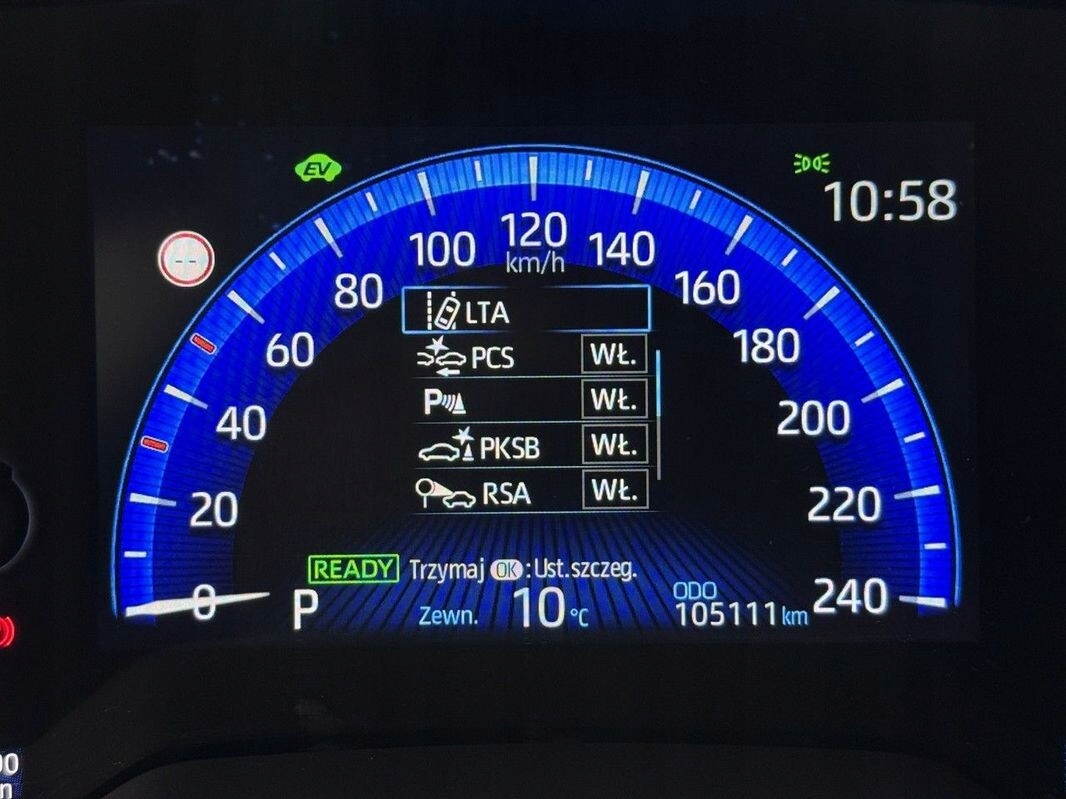 EV
10:58
--
0
20
40
60
80
100
120
140
160
180
200
220
240
km/h
LTA
PCS WŁ.
P WŁ.
PKSB WŁ.
RSA WŁ.
READY Trzymaj OK : Ust. szczeg.
P Zewn. 10 °C
ODO
105111 km